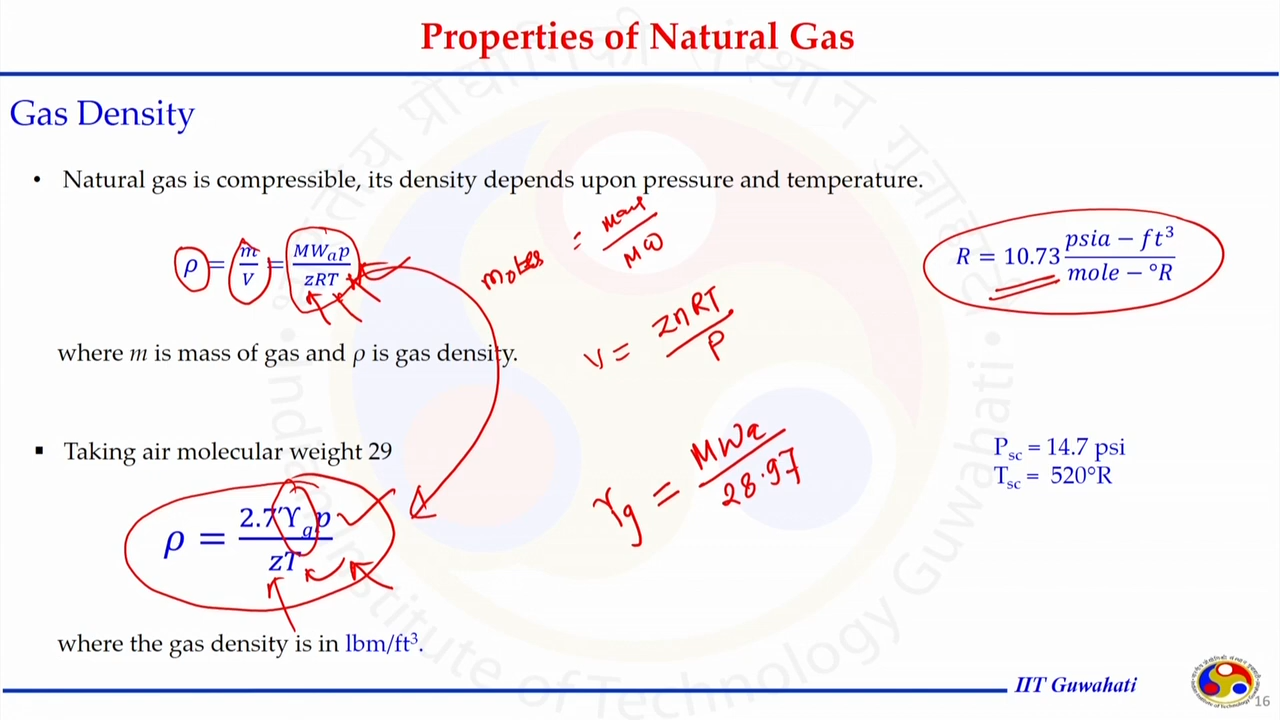 Properties of Natural Gas
Gas Density
• Natural gas is compressible, its density depends upon pressure and temperature.
ρ = m/V = MWₐp/zRT
moles = mass/MW
R = 10.73 psia − ft³/mole − °R
V = ZnRT/P
where m is mass of gas and ρ is gas density.
▪ Taking air molecular weight 29
γg = MWa/28.97
Psc = 14.7 psi
Tsc = 520°R
ρ = 2.7ϒgp/zT
where the gas density is in lbm/ft³.
IIT Guwahati
16